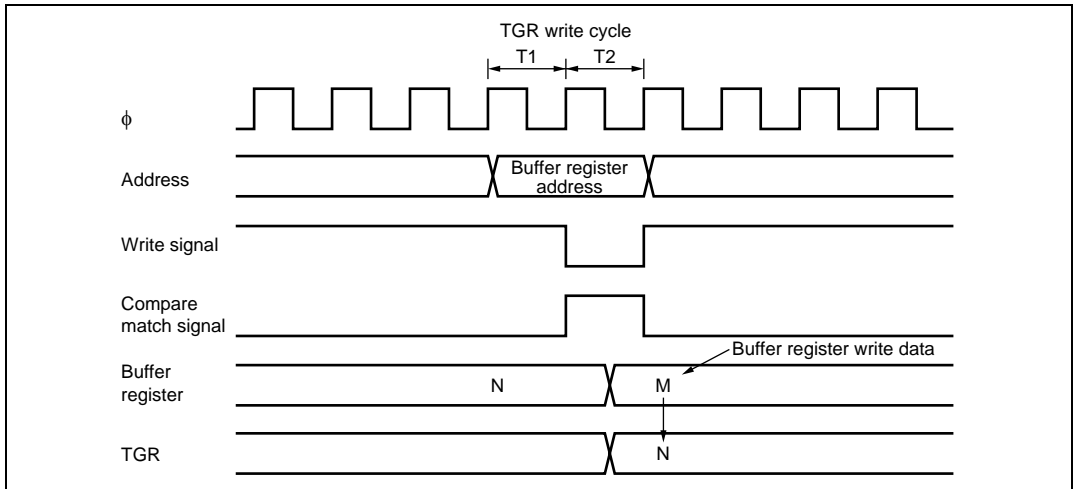 TGR write cycle
T1 T2
ϕ
Address
Buffer register
address
Write signal
Compare
match signal
Buffer register write data
Buffer
register
N M
TGR
N